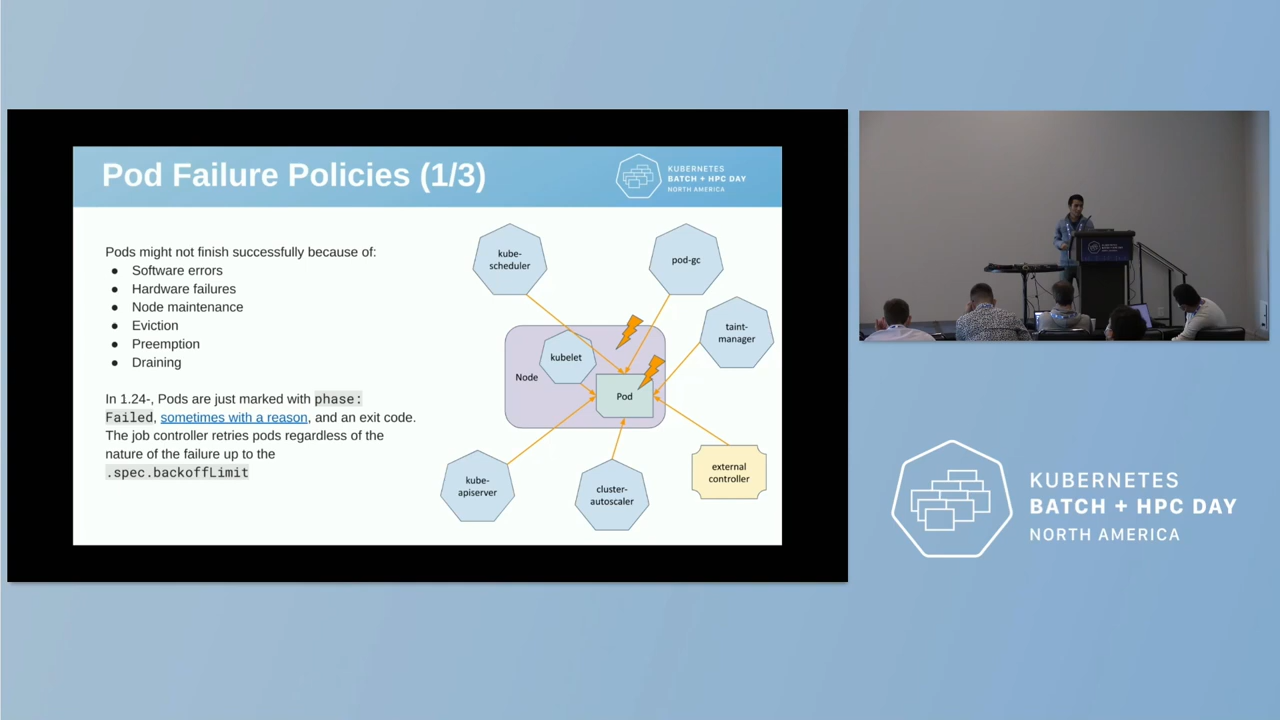 Pod Failure Policies (1/3)
KUBERNETES
BATCH + HPC DAY
NORTH AMERICA
Pods might not finish successfully because of:
● Software errors
● Hardware failures
● Node maintenance
● Eviction
● Preemption
● Draining
In 1.24-, Pods are just marked with phase:
Failed, sometimes with a reason, and an exit code.
The job controller retries pods regardless of the
nature of the failure up to the
.spec.backoffLimit
kube-
scheduler
pod-gc
taint-
manager
kubelet
Node
Pod
external
controller
kube-
apiserver
cluster-
autoscaler
KUBERNETES
BATCH + HPC DAY
NORTH AMERICA